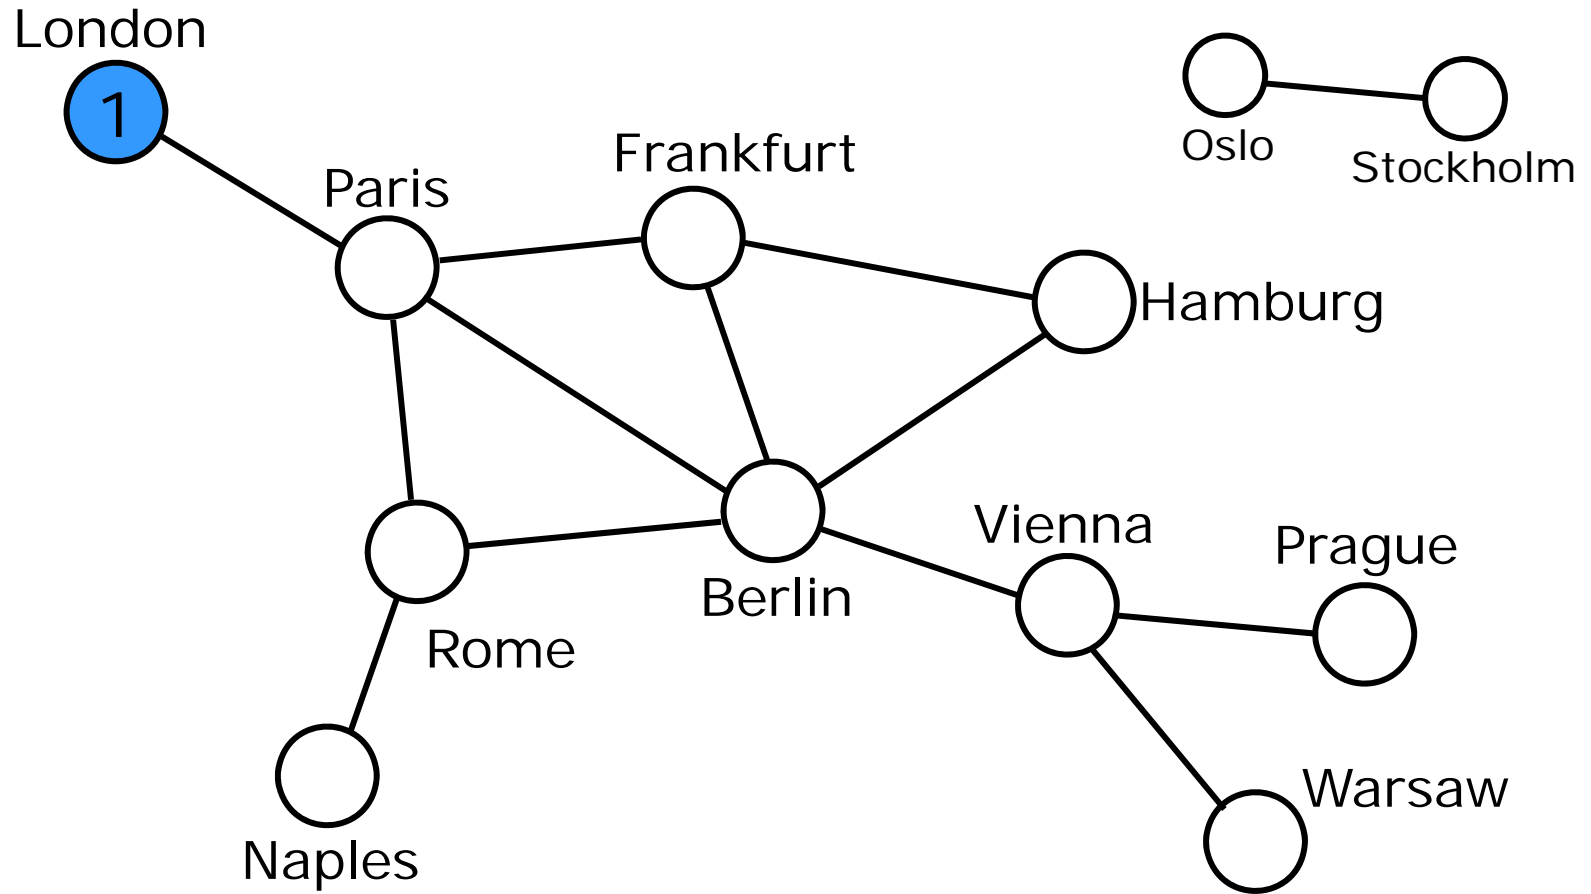 London
1
Oslo
Stockholm
Frankfurt
Paris
Hamburg
Vienna
Prague
Berlin
Rome
Warsaw
Naples